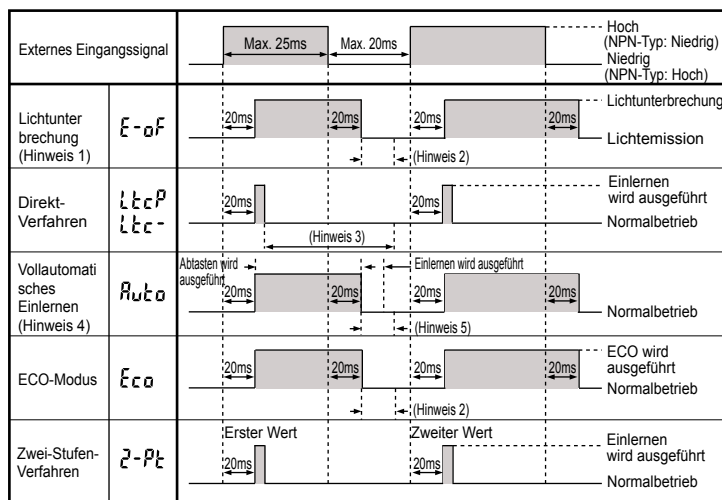 Externes Eingangssignal
Max. 25ms
Max. 20ms
Hoch
(NPN-Typ: Niedrig)
Niedrig
(NPN-Typ: Hoch)
Lichtunter
brechung
(Hinweis 1)
E-oF
20ms
20ms
20ms
20ms
(Hinweis 2)
Lichtunterbrechung
Lichtemission
Direkt-
Verfahren
LtcP
Ltc-
20ms
20ms
(Hinweis 3)
Einlernen
wird ausgeführt
Normalbetrieb
Vollautomati
sches
Einlernen
(Hinweis 4)
Auto
Abtasten wird
ausgeführt
Einlernen wird ausgeführt
20ms
20ms
20ms
20ms
(Hinweis 5)
Normalbetrieb
ECO-Modus
Eco
20ms
20ms
20ms
20ms
(Hinweis 2)
ECO wird
ausgeführt
Normalbetrieb
Zwei-Stufen-
Verfahren
2-Pt
Erster Wert
Zweiter Wert
20ms
20ms
Einlernen
wird ausgeführt
Normalbetrieb